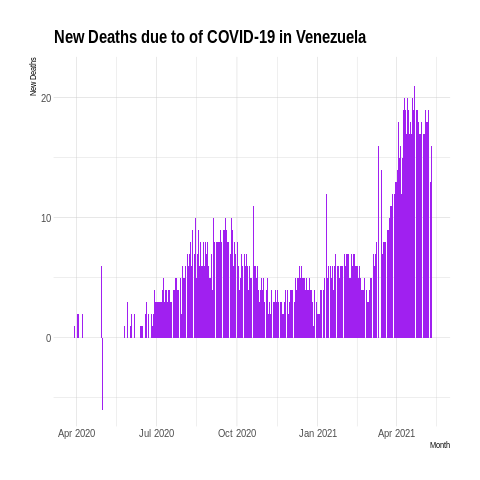 New Deaths due to of COVID-19 in Venezuela
New Deaths
20
10
0
Apr 2020 Jul 2020 Oct 2020 Jan 2021 Apr 2021
Month